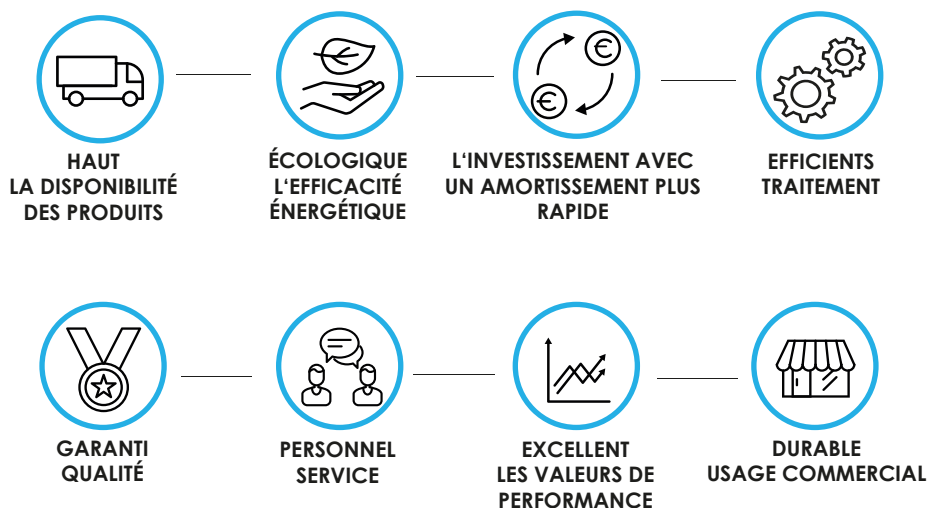 HAUT
LA DISPONIBILITÉ
DES PRODUITS
ÉCOLOGIQUE
L‘EFFICACITÉ
ÉNERGÉTIQUE
L‘INVESTISSEMENT AVEC
UN AMORTISSEMENT PLUS
RAPIDE
EFFICIENTS
TRAITEMENT
GARANTI
QUALITÉ
PERSONNEL
SERVICE
EXCELLENT
LES VALEURS DE
PERFORMANCE
DURABLE
USAGE COMMERCIAL